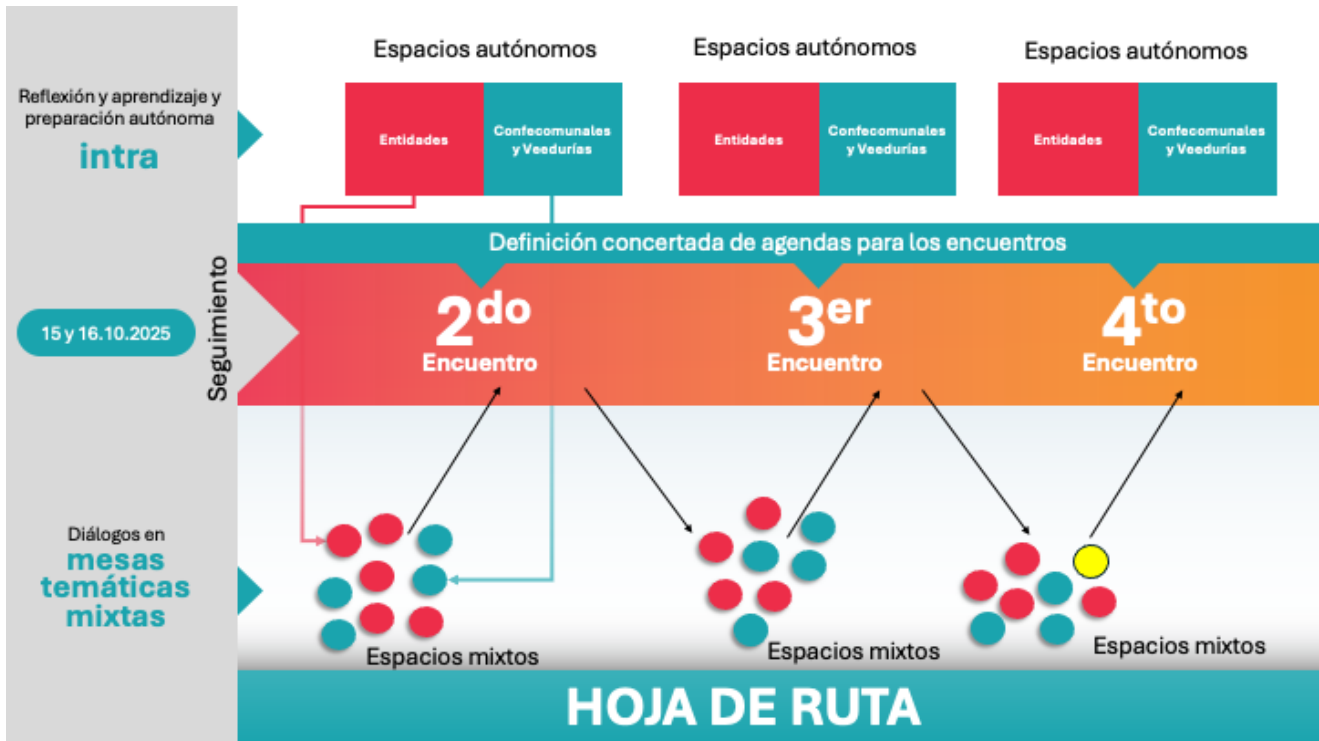 Espacios autónomos
Espacios autónomos
Espacios autónomos
Reflexión y aprendizaje y
preparación autónoma
intra
Entidades
Confecomunales
y Veedurías
Entidades
Confecomunales
y Veedurías
Entidades
Confecomunales
y Veedurías
Definición concertada de agendas para los encuentros
Seguimiento
15 y 16.10.2025
2do
Encuentro
3er
Encuentro
4to
Encuentro
Diálogos en
mesas
temáticas
mixtas
Espacios mixtos
Espacios mixtos
Espacios mixtos
HOJA DE RUTA